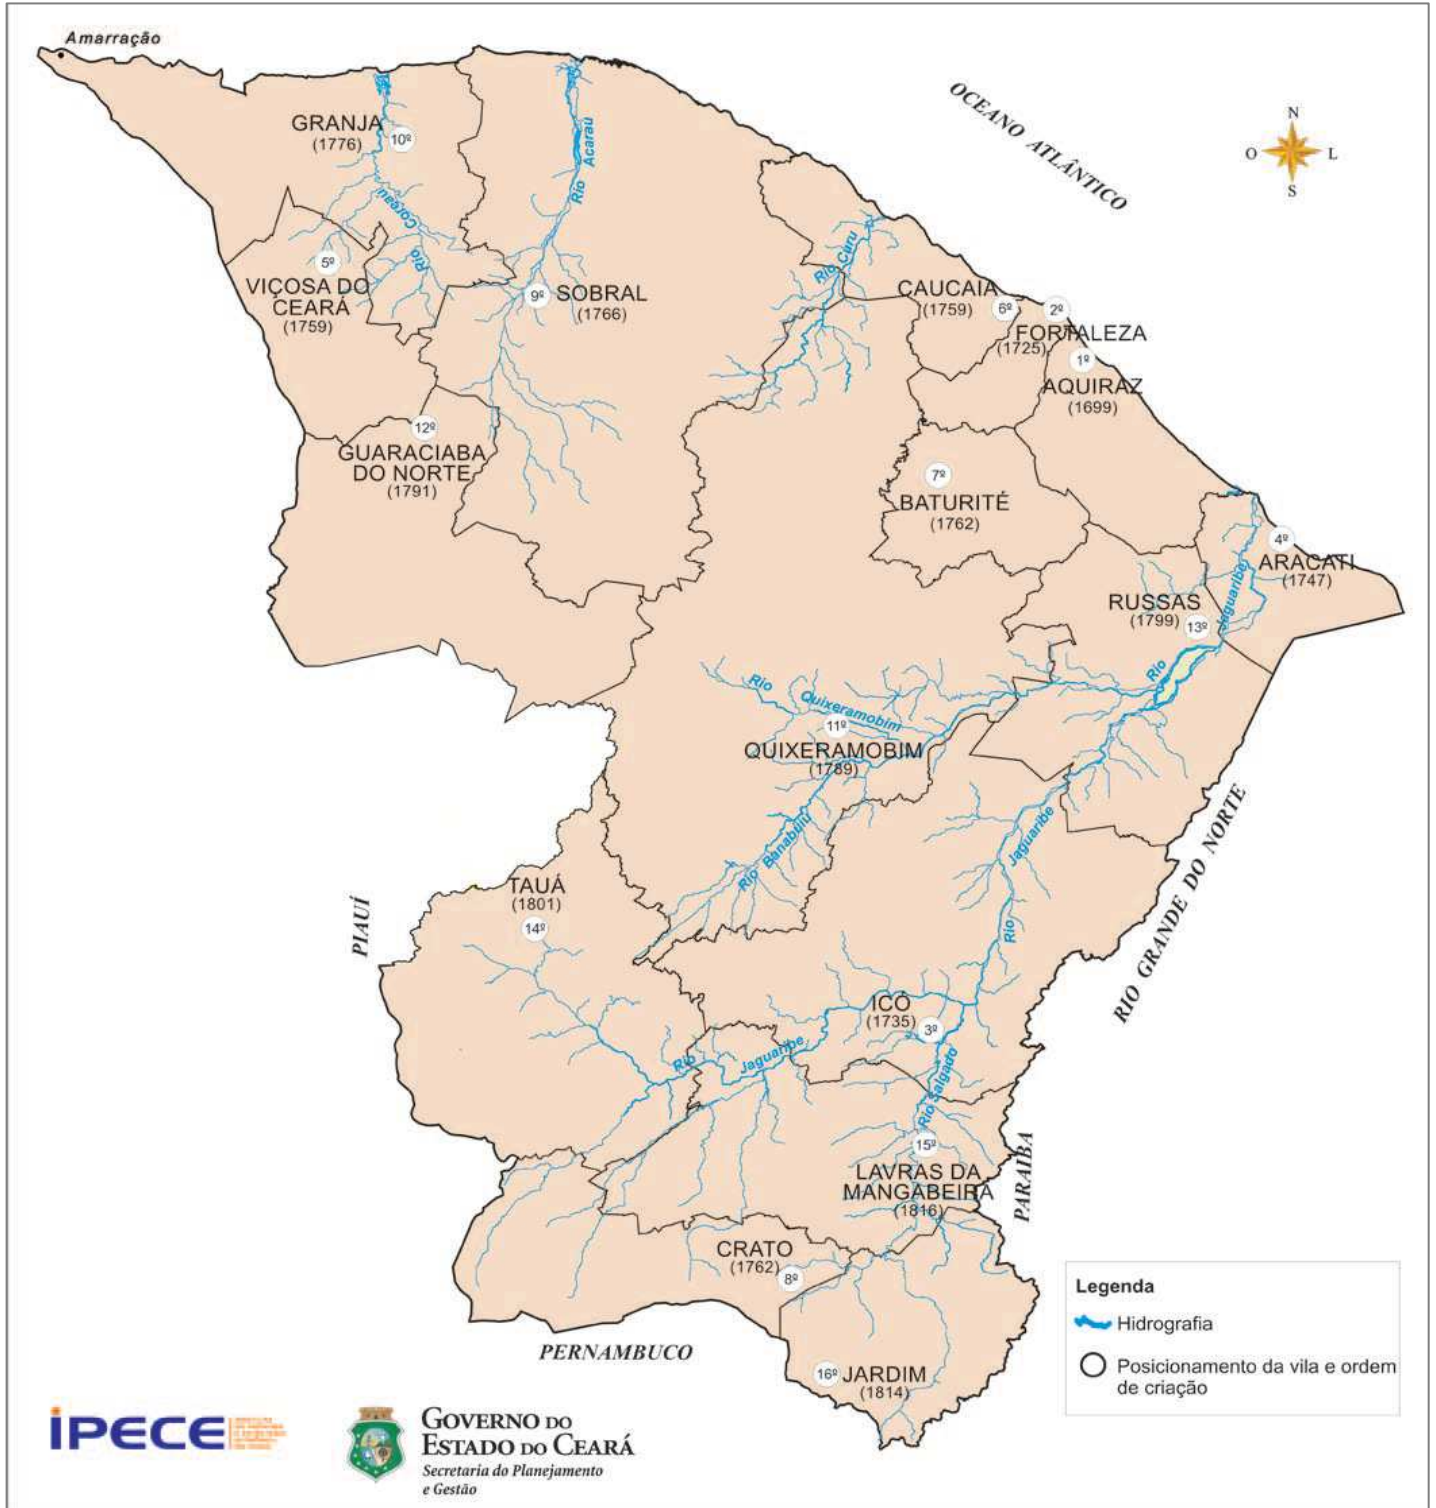 Amarração
OCEANO ATLÂNTICO
N
O
L
S
GRANJA
(1776)
10º
Rio Acaraú
Rio Coreaú
5º
VIÇOSA DO
CEARÁ
(1759)
9º
SOBRAL
(1766)
Rio Curu
CAUCAIA
(1759)
6º
2º
FORTALEZA
(1725)
1º
AQUIRAZ
(1699)
12º
GUARACIABA
DO NORTE
(1791)
7º
BATURITÉ
(1762)
4º
ARACATI
(1747)
RUSSAS
(1799)
13º
Rio Jaguaribe
Rio Quixeramobim
11º
QUIXERAMOBIM
(1789)
Rio Banabuiú
Rio Jaguaribe
RIO GRANDE DO NORTE
PIAUÍ
TAUÁ
(1801)
14º
ICÓ
(1735)
3º
Rio Jaguaribe
Rio Salgado
15º
LAVRAS DA
MANGABEIRA
(1816)
PARAIBA
CRATO
(1762)
8º
PERNAMBUCO
16º
JARDIM
(1814)
Legenda
Hidrografia
Posicionamento da vila e ordem
de criação
IPECE
GOVERNO DO
ESTADO DO CEARÁ
Secretaria do Planejamento
e Gestão